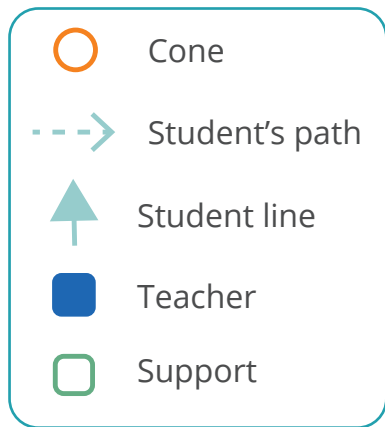 Cone
Student’s path
Student line
Teacher
Support